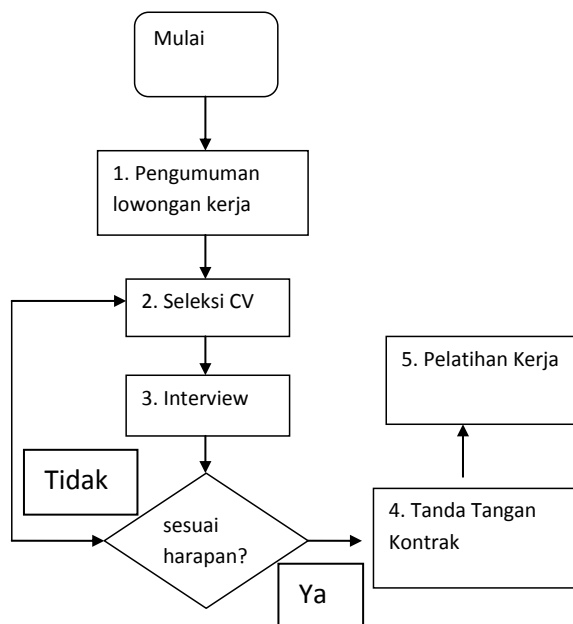 Mulai
1. Pengumuman
lowongan kerja
2. Seleksi CV
3. Interview
Tidak
sesuai
harapan?
Ya
4. Tanda Tangan
Kontrak
5. Pelatihan Kerja